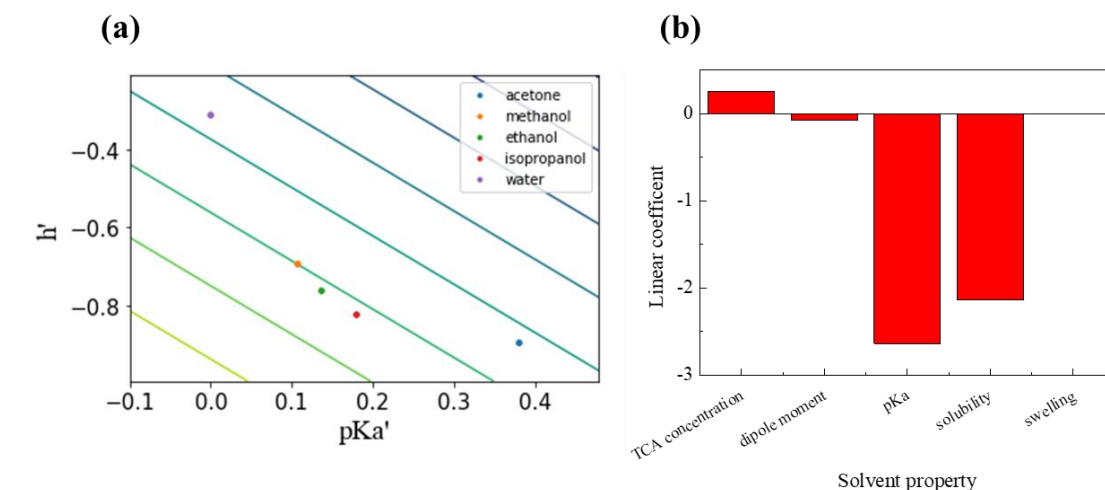 (a)
acetone
methanol
ethanol
isopropanol
water
−0.4
−0.6
−0.8
h'
−0.1
0.0
0.1
0.2
0.3
0.4
pKa'
(b)
0
-1
-2
-3
Linear coefficent
TCA concentration
dipole moment
pKa
solubility
swelling
Solvent property